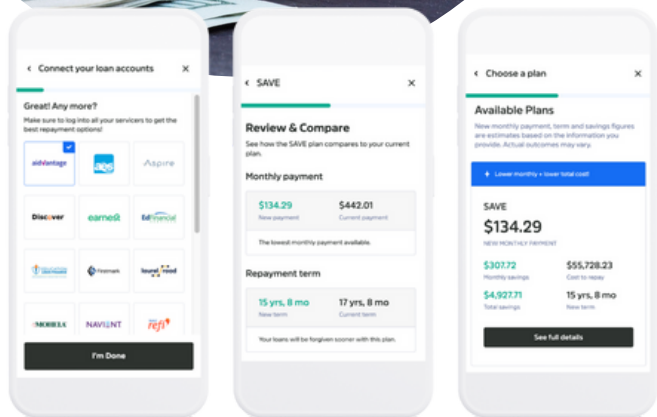 Connect your loan accounts
Great! Any more?
Make sure to log into all your servicers to get the
best repayment options!
aidvantage
aes
Aspire
Discover
earnest
EdFinancial
Firstmark
laurel road
MOHELA
NAVIENT
refi
I'm Done
SAVE
Review & Compare
See how the SAVE plan compares to your current
plan.
Monthly payment
$134.29 $442.01
New payment Current payment
The lowest monthly payment available.
Repayment term
15 yrs, 8 mo 17 yrs, 8 mo
New term Current term
Your loans will be forgiven sooner with this plan.
Choose a plan
Available Plans
New monthly payment, term and savings figures
are estimates based on the information you
provide. Actual outcomes may vary.
Lower monthly + lower total cost!
SAVE
$134.29
NEW MONTHLY PAYMENT
$307.72 $55,728.23
Monthly savings Cost to repay
$4,927.71 15 yrs, 8 mo
Total savings New term
See full details